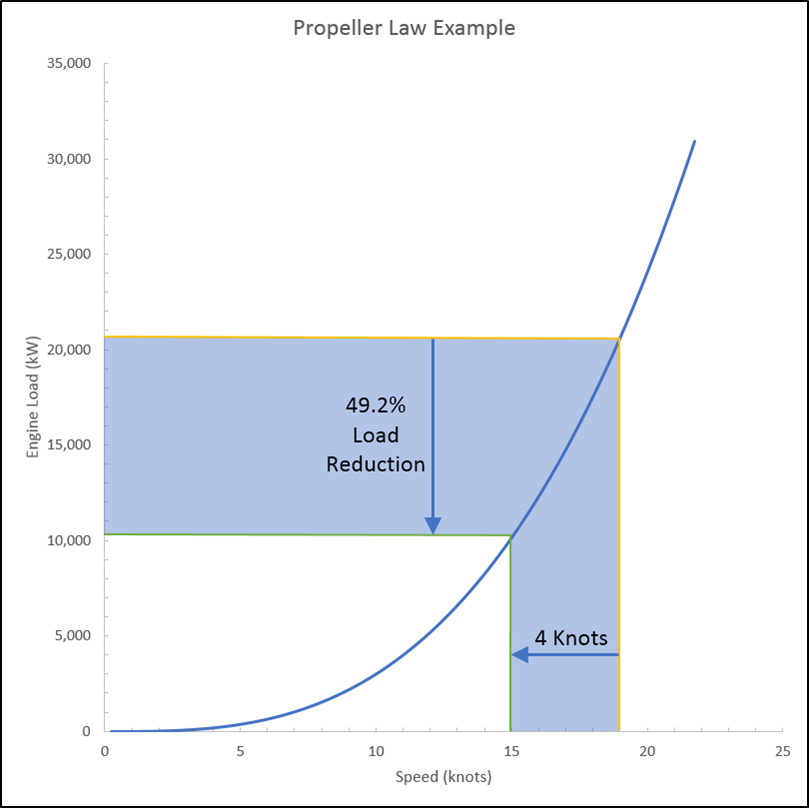 Propeller Law Example
35,000
30,000
25,000
20,000
15,000
10,000
5,000
0
Engine Load (kW)
49.2%
Load
Reduction
4 Knots
0 5 10 15 20 25
Speed (knots)